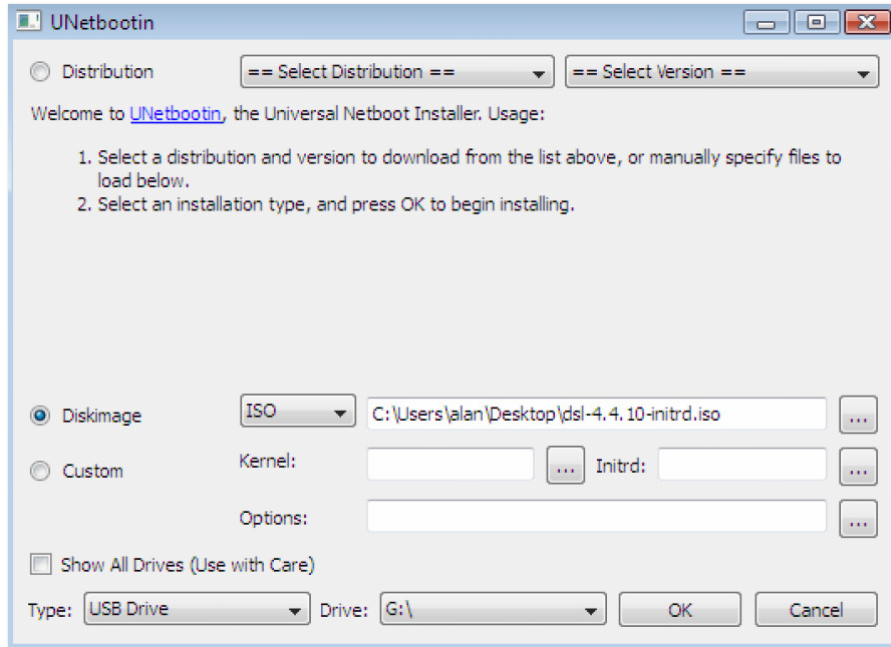 UNetbootin
Distribution == Select Distribution == == Select Version ==
Welcome to UNetbootin, the Universal Netboot Installer. Usage:
1. Select a distribution and version to download from the list above, or manually specify files to
load below.
2. Select an installation type, and press OK to begin installing.
Diskimage ISO C:\Users\alan\Desktop\dsl-4.4.10-initrd.iso ...
Custom Kernel: ... Initrd: ...
Options: ...
Show All Drives (Use with Care)
Type: USB Drive Drive: G:\ OK Cancel